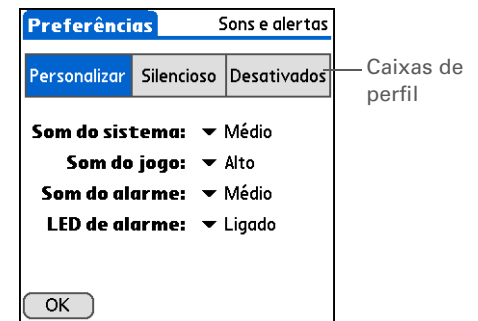 Preferências Sons e alertas
Personalizar Silencioso Desativados
Caixas de
perfil
Som do sistema: Médio
Som do jogo: Alto
Som do alarme: Médio
LED de alarme: Ligado
OK